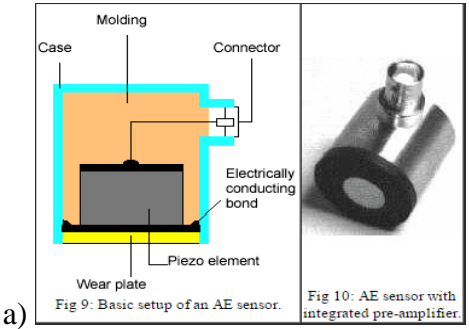 Molding
Case
Connector
Electrically
conducting
bond
Piezo element
Wear plate
Fig 9: Basic setup of an AE sensor.
Fig 10: AE sensor with
integrated pre-amplifier.
a)